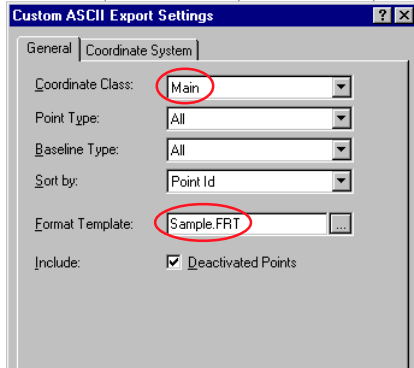 Custom ASCII Export Settings
General Coordinate System
Coordinate Class: Main
Point Type: All
Baseline Type: All
Sort by: Point Id
Format Template: Sample.FRT ...
Include: Deactivated Points